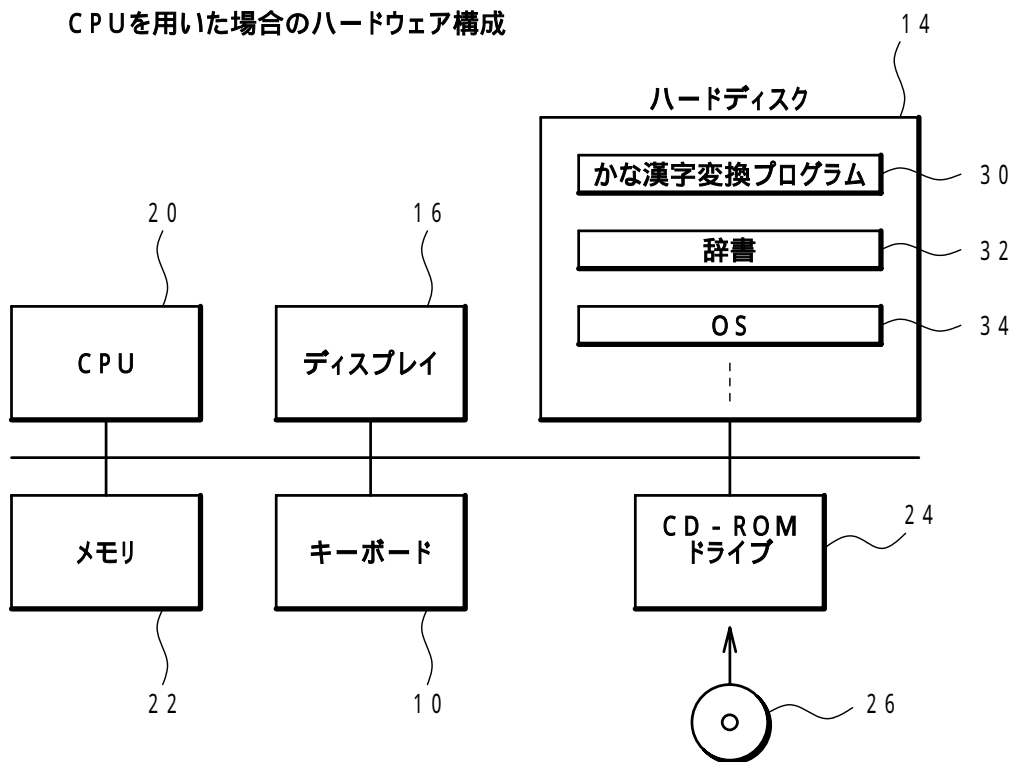 CPUを用いた場合のハードウェア構成
14
ハードディスク
かな漢字変換プログラム
30
辞書
32
OS
34
20
16
CPU
ディスプレイ
メモリ
キーボード
CD-ROM
ドライブ
24
22
10
26